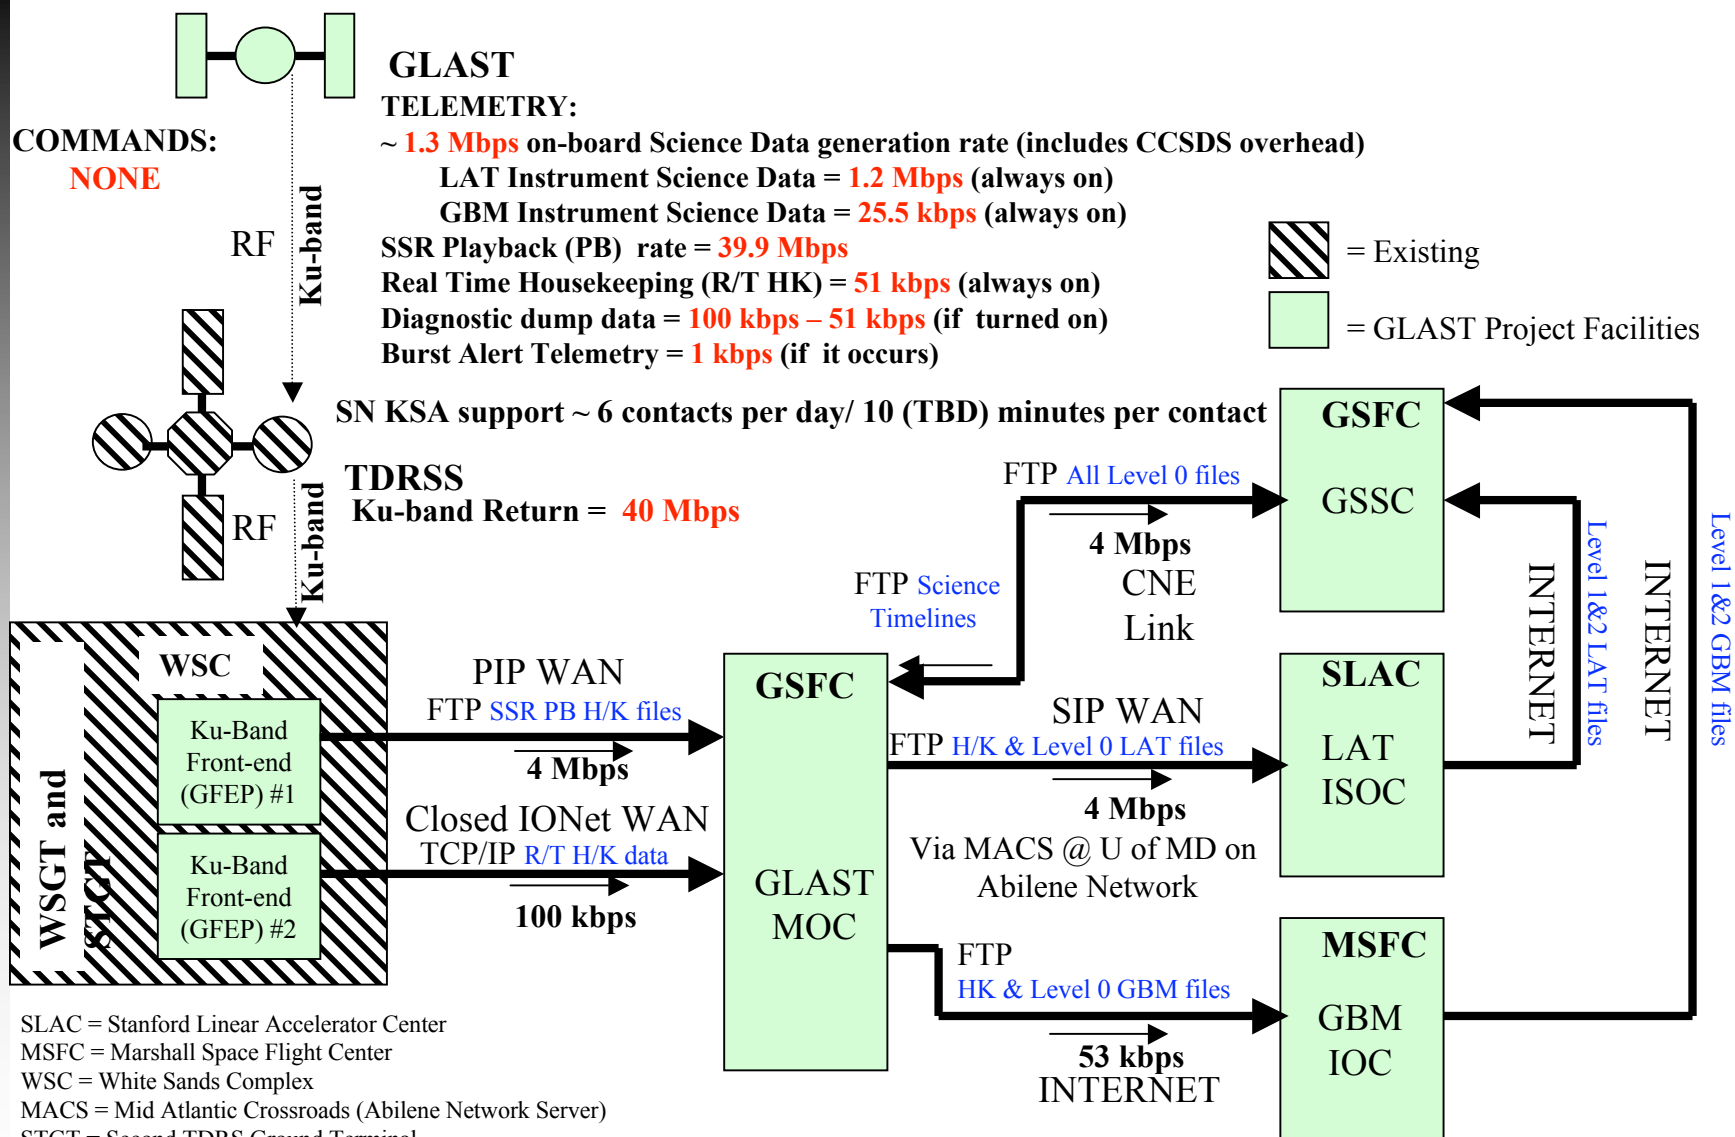 GLAST
TELEMETRY:
~ 1.3 Mbps on-board Science Data generation rate (includes CCSDS overhead)
LAT Instrument Science Data = 1.2 Mbps (always on)
GBM Instrument Science Data = 25.5 kbps (always on)
SSR Playback (PB) rate = 39.9 Mbps
Real Time Housekeeping (R/T HK) = 51 kbps (always on)
Diagnostic dump data = 100 kbps – 51 kbps (if turned on)
Burst Alert Telemetry = 1 kbps (if it occurs)
COMMANDS:
NONE
RF
Ku-band
= Existing
= GLAST Project Facilities
SN KSA support ~ 6 contacts per day/ 10 (TBD) minutes per contact
TDRSS
Ku-band Return = 40 Mbps
RF
Ku-band
WSGT and
STGT
WSC
Ku-Band
Front-end
(GFEP) #1
Ku-Band
Front-end
(GFEP) #2
PIP WAN
FTP SSR PB H/K files
4 Mbps
Closed IONet WAN
TCP/IP R/T H/K data
100 kbps
GSFC
GLAST
MOC
FTP All Level 0 files
4 Mbps
CNE
Link
FTP Science
Timelines
SIP WAN
FTP H/K & Level 0 LAT files
4 Mbps
Via MACS @ U of MD on
Abilene Network
FTP
HK & Level 0 GBM files
53 kbps
INTERNET
GSFC
GSSC
SLAC
LAT
ISOC
MSFC
GBM
IOC
INTERNET
Level 1&2 LAT files
INTERNET
Level 1&2 GBM files
SLAC = Stanford Linear Accelerator Center
MSFC = Marshall Space Flight Center
WSC = White Sands Complex
MACS = Mid Atlantic Crossroads (Abilene Network Server)
STGT = Second TDRS Ground Terminal